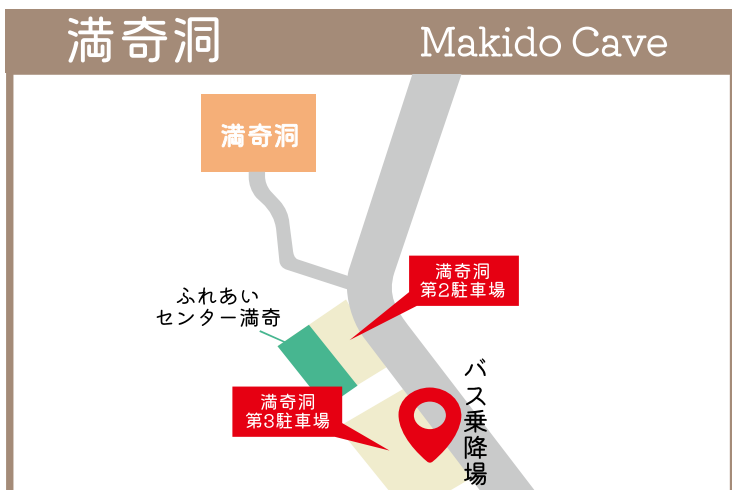 満奇洞
Makido Cave
満奇洞
満奇洞
第2駐車場
ふれあい
センター満奇
満奇洞
第3駐車場
バス乗降場